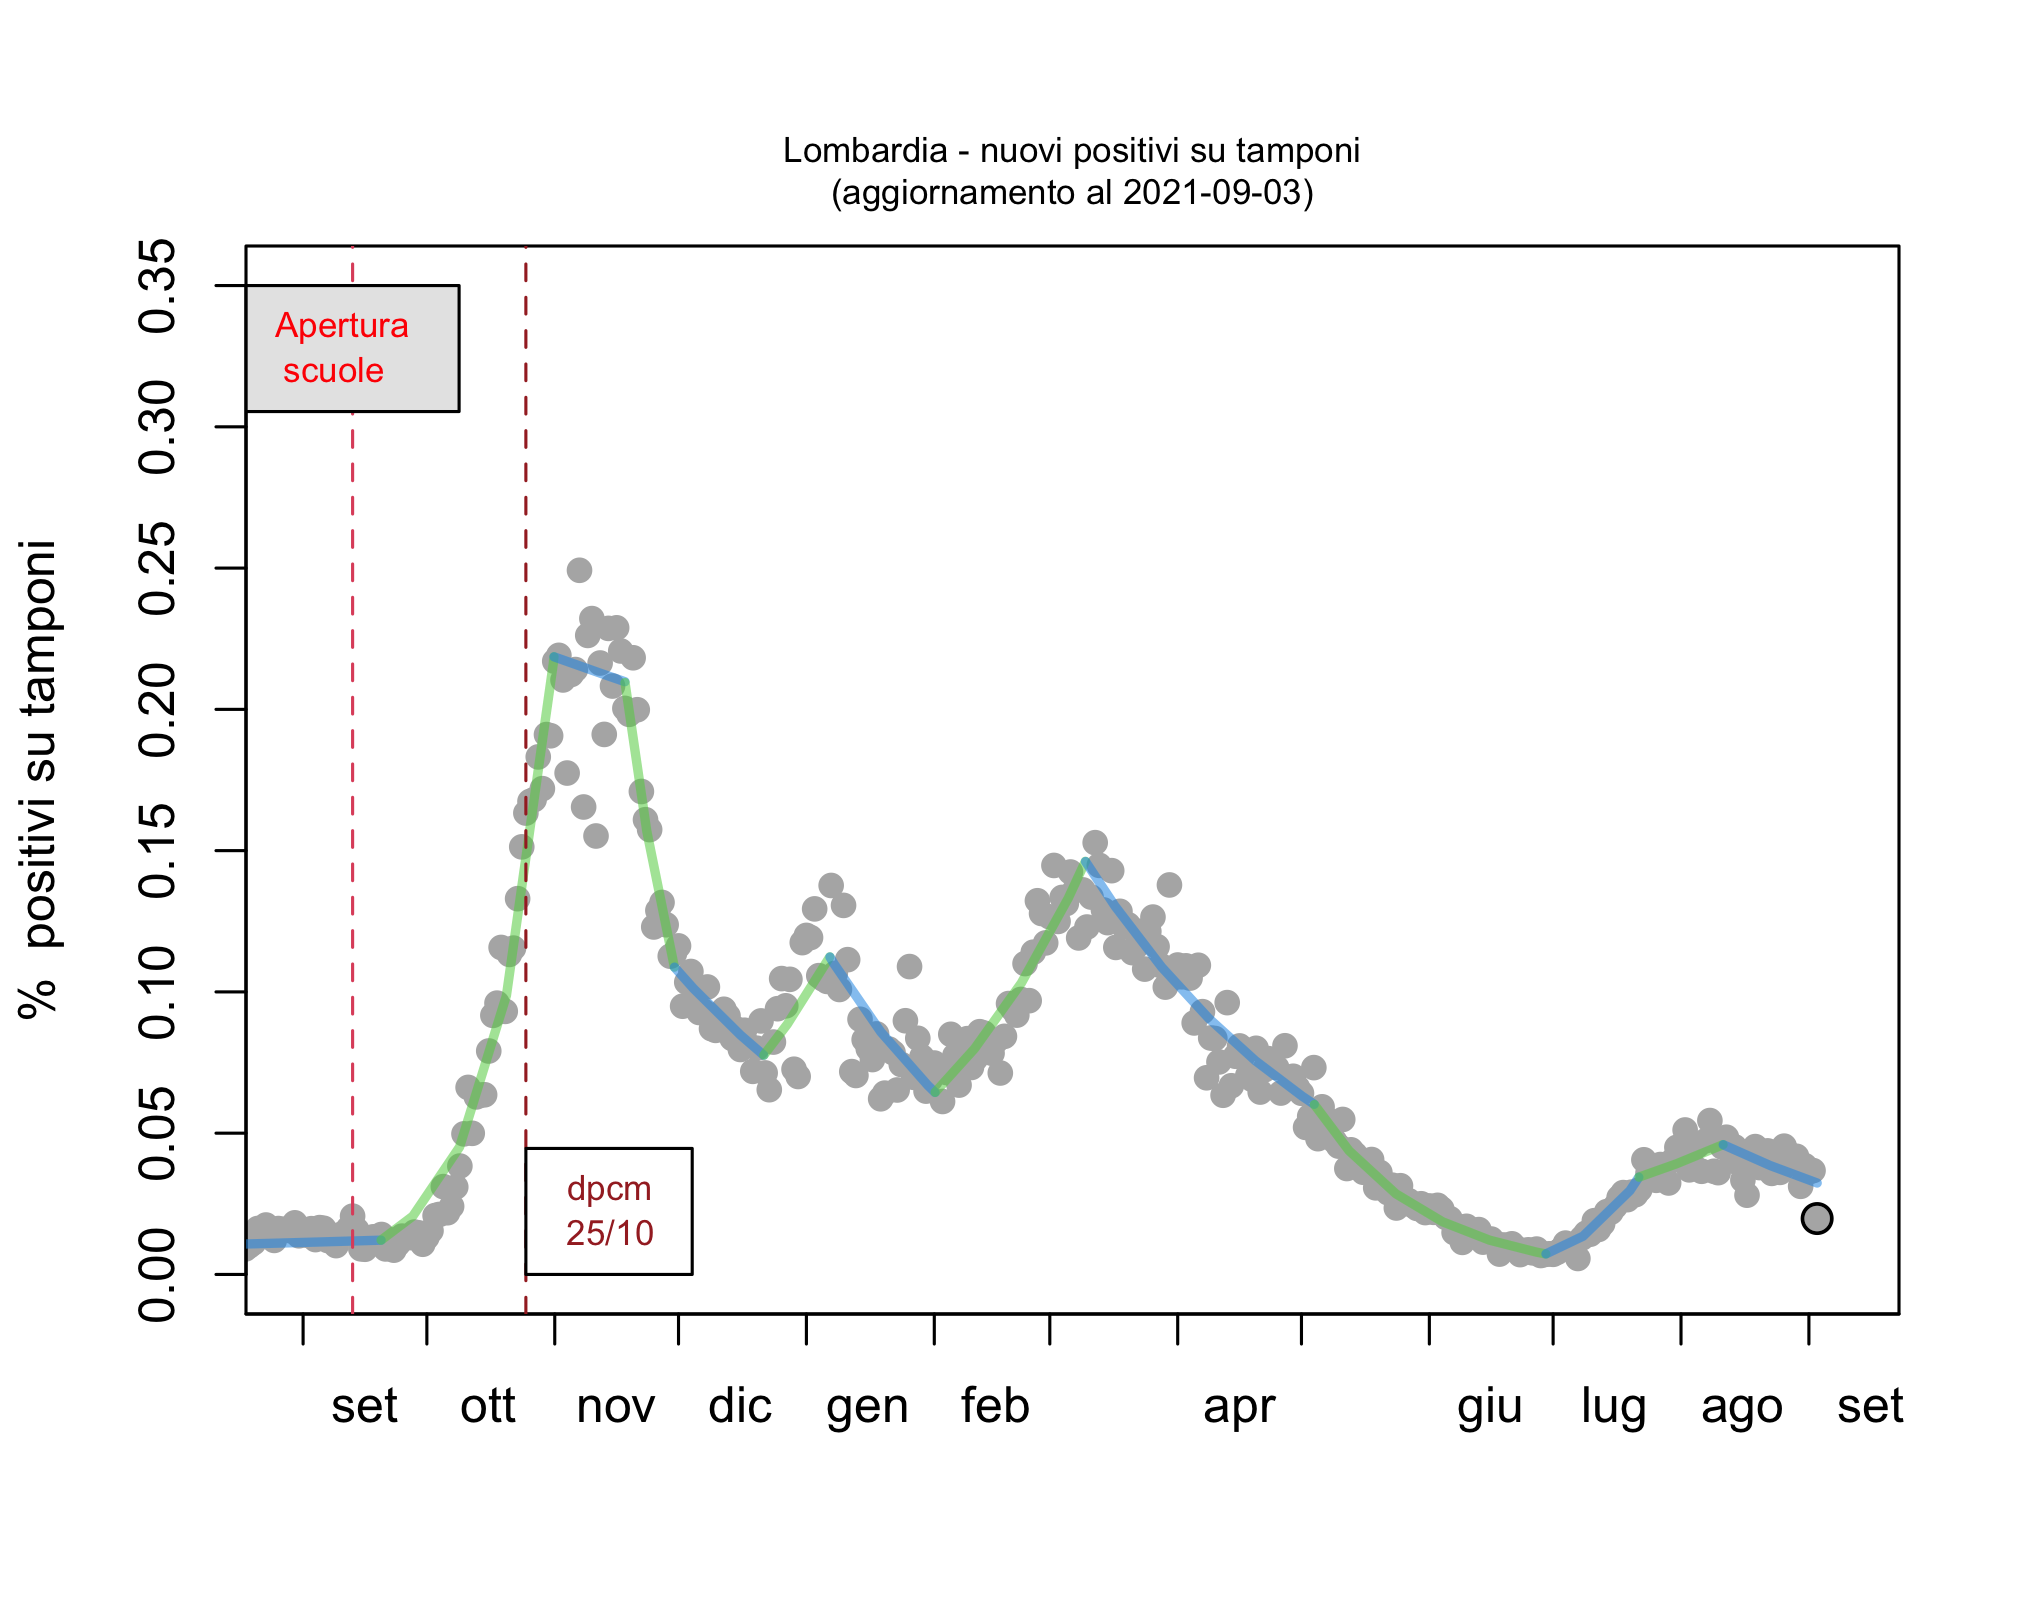 Lombardia - nuovi positivi su tamponi
(aggiornamento al 2021-09-03)
% positivi su tamponi
0.35
0.30
0.25
0.20
0.15
0.10
0.05
0.00
Apertura
scuole
dpcm
25/10
set ott nov dic gen feb apr giu lug ago set